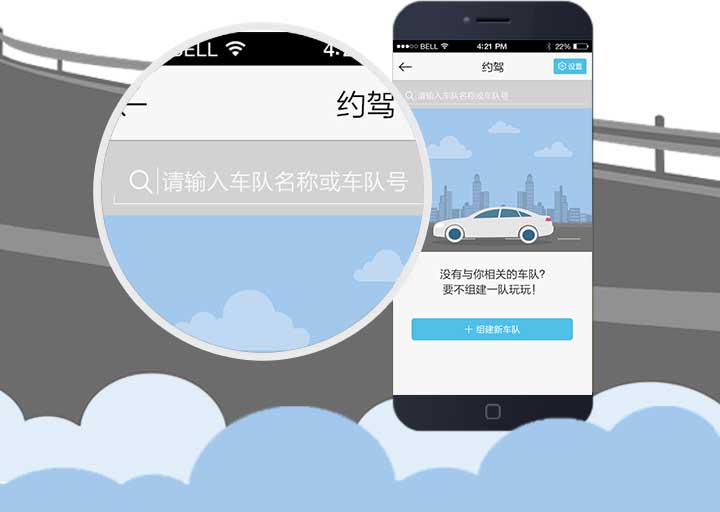 BELL
4:2
约驾
请输入车队名称或车队号
BELL 4:21 PM 22%
约驾 设置
请输入车队名称或车队号
没有与你相关的车队？
要不组建一队玩玩！
+ 组建新车队